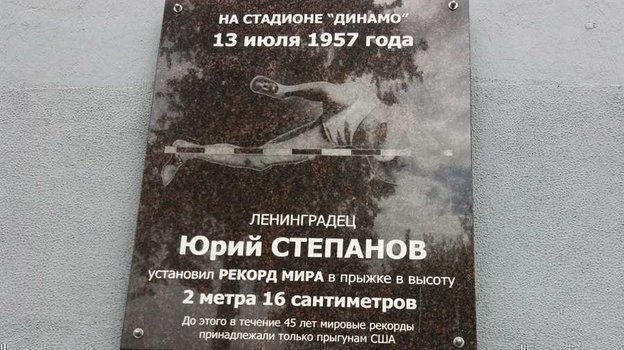 НА СТАДИОНЕ "ДИНАМО"
13 июля 1957 года
ЛЕНИНГРАДЕЦ
Юрий СТЕПАНОВ
установил РЕКОРД МИРА в прыжке в высоту
2 метра 16 сантиметров
До этого в течение 45 лет мировые рекорды
принадлежали только прыгунам США